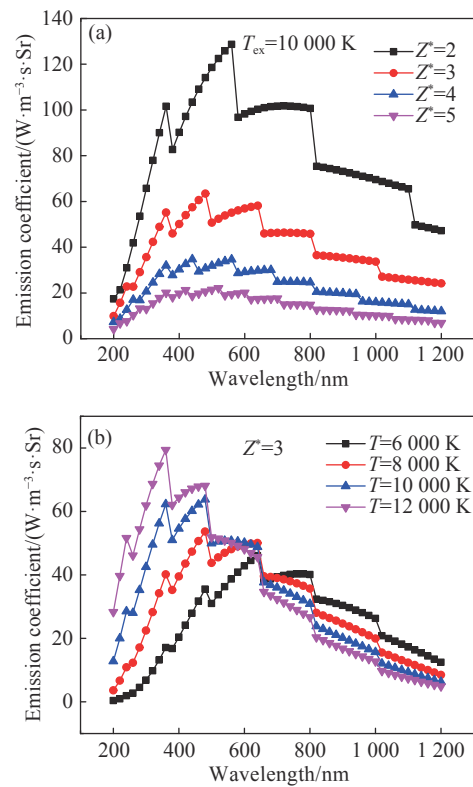 (a)
T_ex=10 000 K
Z*=2
Z*=3
Z*=4
Z*=5
140
120
100
80
60
40
20
0
Emission coefficient/(W·m⁻³·s·Sr)
200 400 600 800 1 000 1 200
Wavelength/nm
(b)
Z*=3
T=6 000 K
T=8 000 K
T=10 000 K
T=12 000 K
80
60
40
20
0
Emission coefficient/(W·m⁻³·s·Sr)
200 400 600 800 1 000 1 200
Wavelength/nm